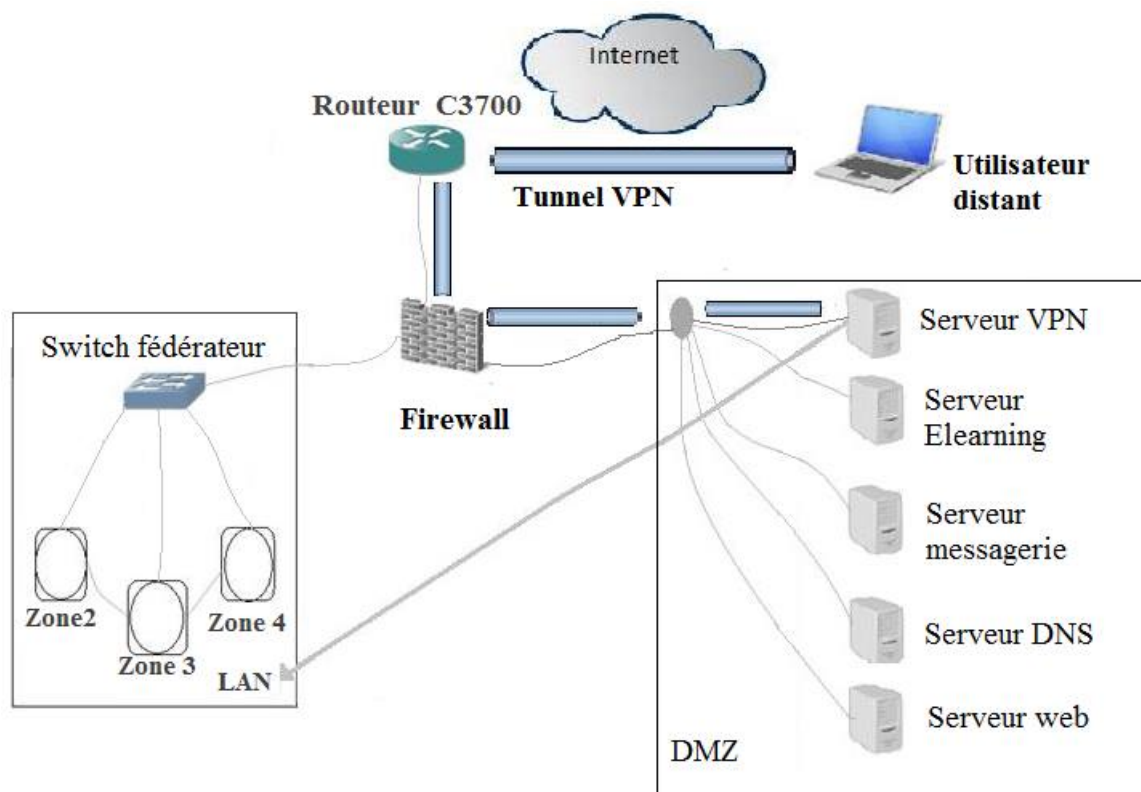 Internet
Routeur C3700
Tunnel VPN
Utilisateur
distant
Switch fédérateur
Firewall
Serveur VPN
Serveur
Elearning
Serveur
messagerie
Zone2
Zone 3
Zone 4
LAN
Serveur DNS
Serveur web
DMZ